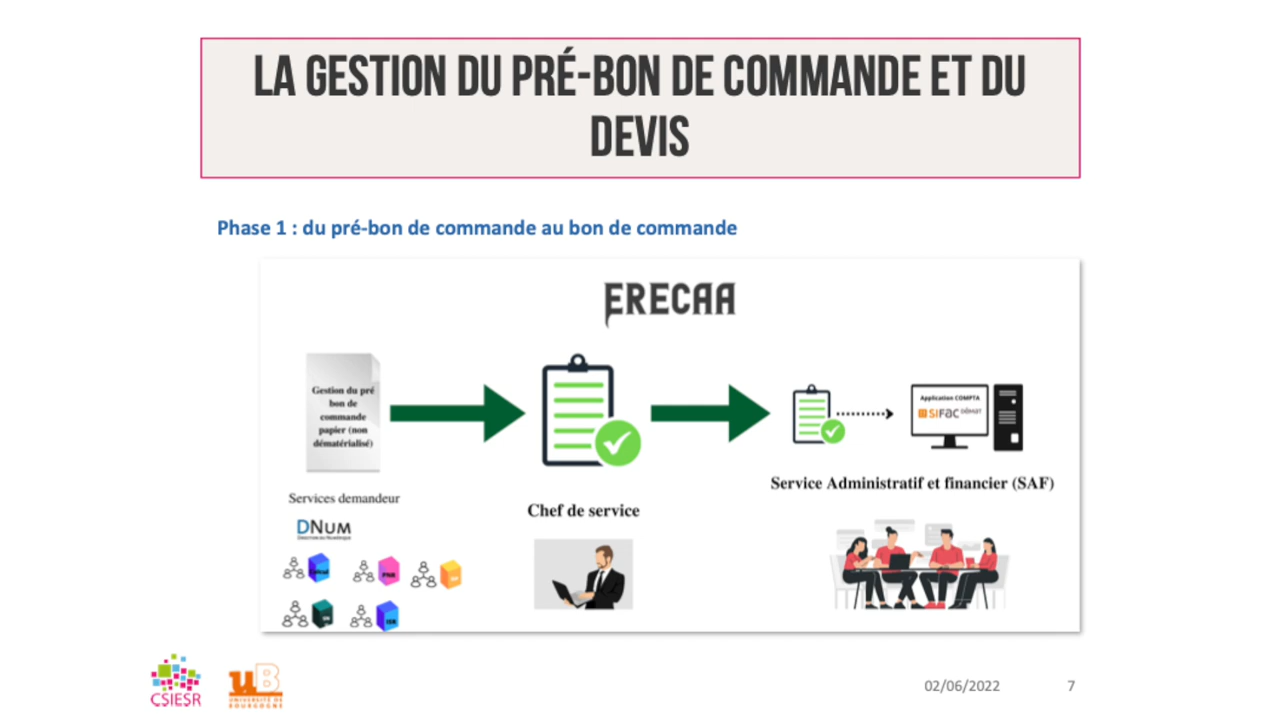 LA GESTION DU PRÉ-BON DE COMMANDE ET DU
DEVIS
Phase 1 : du pré-bon de commande au bon de commande
ERECAA
Gestion du pré
bon de
commande
papier (non
dématérialisé)
Services demandeur
DNUM
DIRECTION DU NUMÉRIQUE
Chef de service
Application COMPTA
SIFAC DÉMAT
Service Administratif et financier (SAF)
CSIESR
uB
UNIVERSITÉ DE
BOURGOGNE
02/06/2022
7